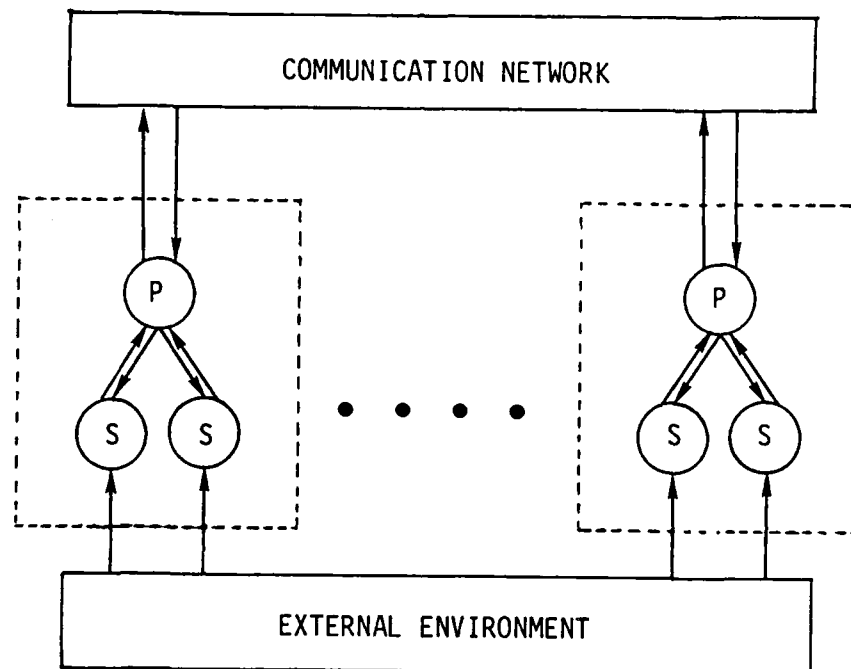 COMMUNICATION NETWORK
P
P
S S
S S
EXTERNAL ENVIRONMENT